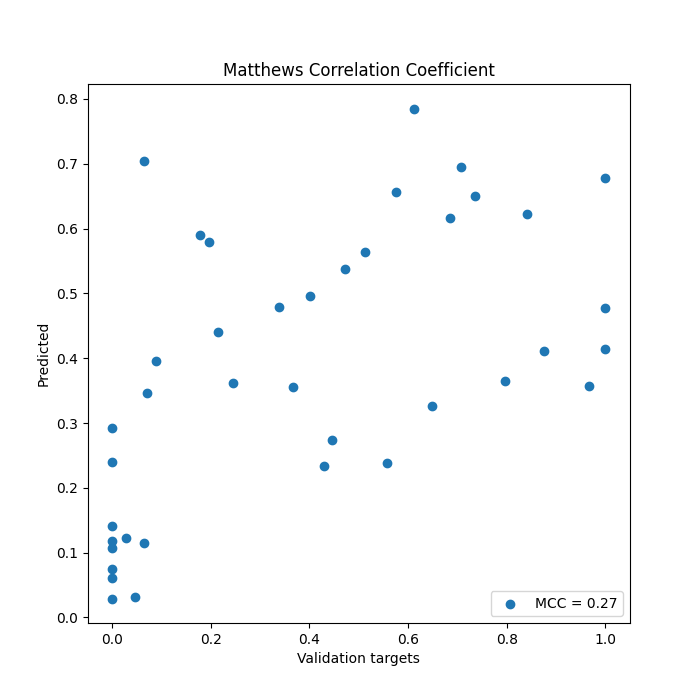 Matthews Correlation Coefficient
0.8
0.7
0.6
0.5
0.4
0.3
0.2
0.1
0.0
Predicted
MCC = 0.27
0.0 0.2 0.4 0.6 0.8 1.0
Validation targets